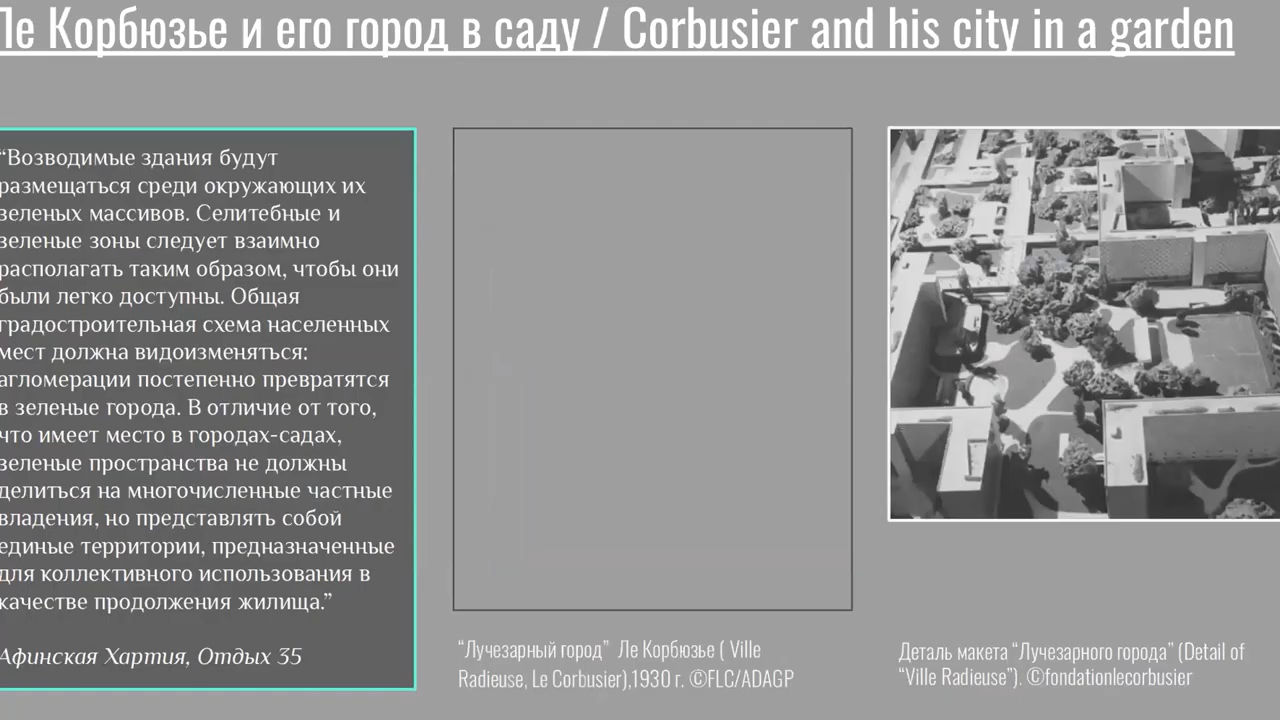 Ле Корбюзье и его город в саду / Corbusier and his city in a garden
“Возводимые здания будут
размещаться среди окружающих их
зеленых массивов. Селитебные и
зеленые зоны следует взаимно
располагать таким образом, чтобы они
были легко доступны. Общая
градостроительная схема населенных
мест должна видоизменяться:
агломерации постепенно превратятся
в зеленые города. В отличие от того,
что имеет место в городах-садах,
зеленые пространства не должны
делиться на многочисленные частные
владения, но представлять собой
единые территории, предназначенные
для коллективного использования в
качестве продолжения жилища.”
Афинская Хартия, Отдых 35
“Лучезарный город” Ле Корбюзье ( Ville
Radieuse, Le Corbusier),1930 г. ©FLC/ADAGP
Деталь макета “Лучезарного города” (Detail of
“Ville Radieuse”). ©fondationlecorbusier